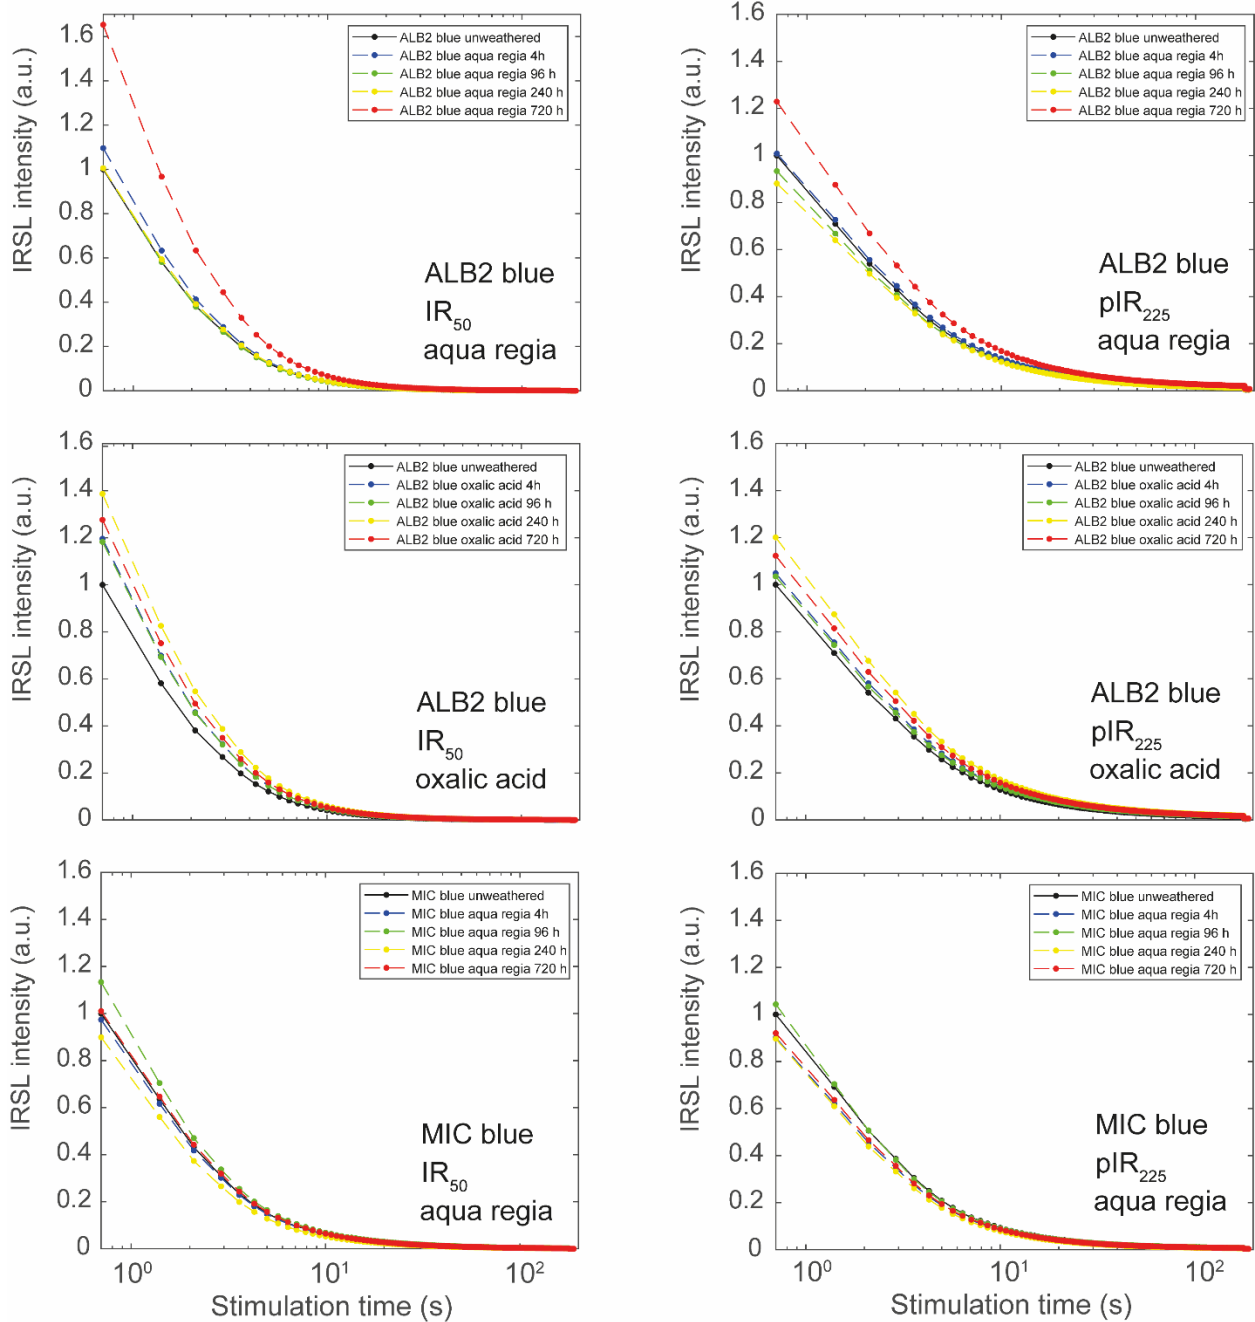 1.6
1.4
1.2
1
0.8
0.6
0.4
0.2
0
IRSL intensity (a.u.)
ALB2 blue unweathered
ALB2 blue aqua regia 4h
ALB2 blue aqua regia 96 h
ALB2 blue aqua regia 240 h
ALB2 blue aqua regia 720 h
ALB2 blue
IR50
aqua regia
1.6
1.4
1.2
1
0.8
0.6
0.4
0.2
0
IRSL intensity (a.u.)
ALB2 blue unweathered
ALB2 blue aqua regia 4h
ALB2 blue aqua regia 96 h
ALB2 blue aqua regia 240 h
ALB2 blue aqua regia 720 h
ALB2 blue
pIR225
aqua regia
1.6
1.4
1.2
1
0.8
0.6
0.4
0.2
0
IRSL intensity (a.u.)
ALB2 blue unweathered
ALB2 blue oxalic acid 4h
ALB2 blue oxalic acid 96 h
ALB2 blue oxalic acid 240 h
ALB2 blue oxalic acid 720 h
ALB2 blue
IR50
oxalic acid
1.6
1.4
1.2
1
0.8
0.6
0.4
0.2
0
IRSL intensity (a.u.)
ALB2 blue unweathered
ALB2 blue oxalic acid 4h
ALB2 blue oxalic acid 96 h
ALB2 blue oxalic acid 240 h
ALB2 blue oxalic acid 720 h
ALB2 blue
pIR225
oxalic acid
1.6
1.4
1.2
1
0.8
0.6
0.4
0.2
0
IRSL intensity (a.u.)
MIC blue unweathered
MIC blue aqua regia 4h
MIC blue aqua regia 96 h
MIC blue aqua regia 240 h
MIC blue aqua regia 720 h
MIC blue
IR50
aqua regia
10^0 10^1 10^2
Stimulation time (s)
1.6
1.4
1.2
1
0.8
0.6
0.4
0.2
0
IRSL intensity (a.u.)
MIC blue unweathered
MIC blue aqua regia 4h
MIC blue aqua regia 96 h
MIC blue aqua regia 240 h
MIC blue aqua regia 720 h
MIC blue
pIR225
aqua regia
10^0 10^1 10^2
Stimulation time (s)